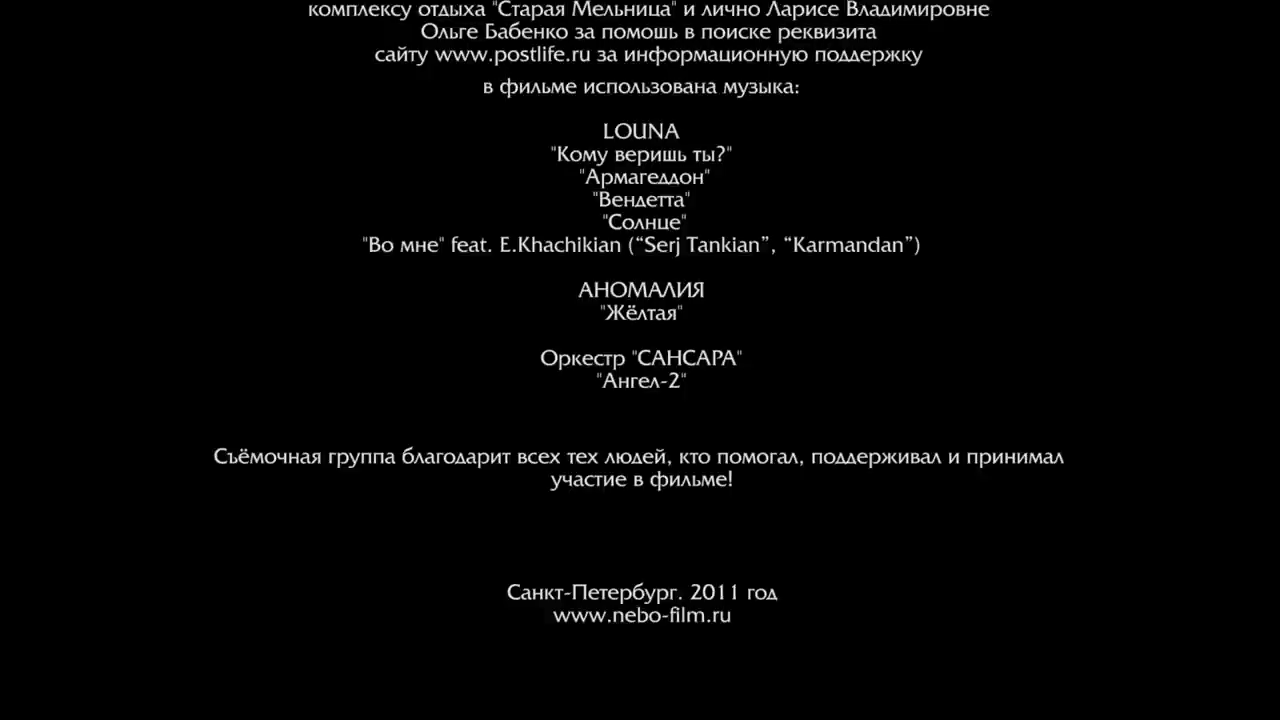 комплексу отдыха "Старая Мельница" и лично Ларисе Владимировне
Ольге Бабенко за помошь в поиске реквизита
сайту www.postlife.ru за информационную поддержку
в фильме использована музыка:
LOUNA
"Кому веришь ты?"
"Армагеддон"
"Вендетта"
"Солнце"
"Во мне" feat. E.Khachikian (“Serj Tankian”, “Karmandan”)
АНОМАЛИЯ
"Жёлтая"
Оркестр "САНСАРА"
"Ангел-2"
Съёмочная группа благодарит всех тех людей, кто помогал, поддерживал и принимал
участие в фильме!
Санкт-Петербург. 2011 год
www.nebo-film.ru